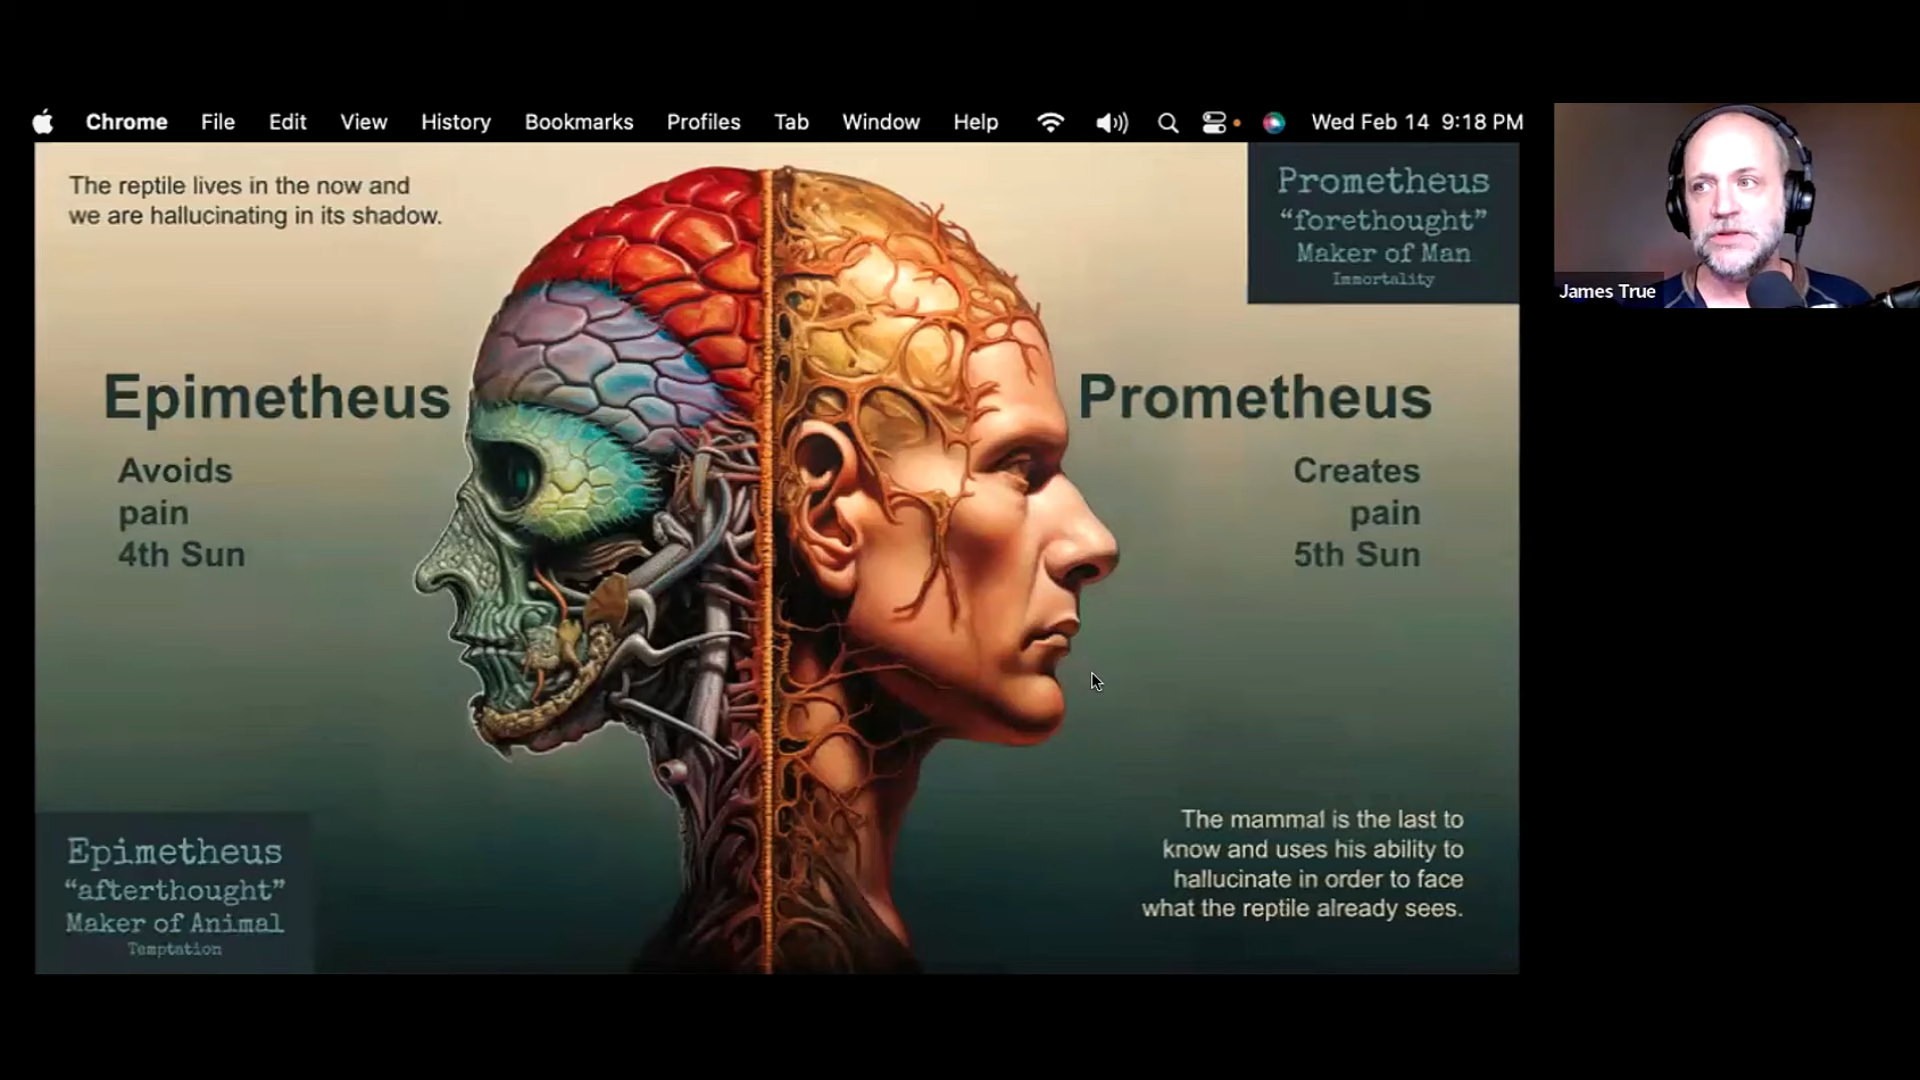 Chrome File Edit View History Bookmarks Profiles Tab Window Help Wed Feb 14 9:18 PM
The reptile lives in the now and
we are hallucinating in its shadow.
Prometheus
“forethought”
Maker of Man
Immortality
James True
Epimetheus
Avoids
pain
4th Sun
Prometheus
Creates
pain
5th Sun
Epimetheus
“afterthought”
Maker of Animal
Temptation
The mammal is the last to
know and uses his ability to
hallucinate in order to face
what the reptile already sees.